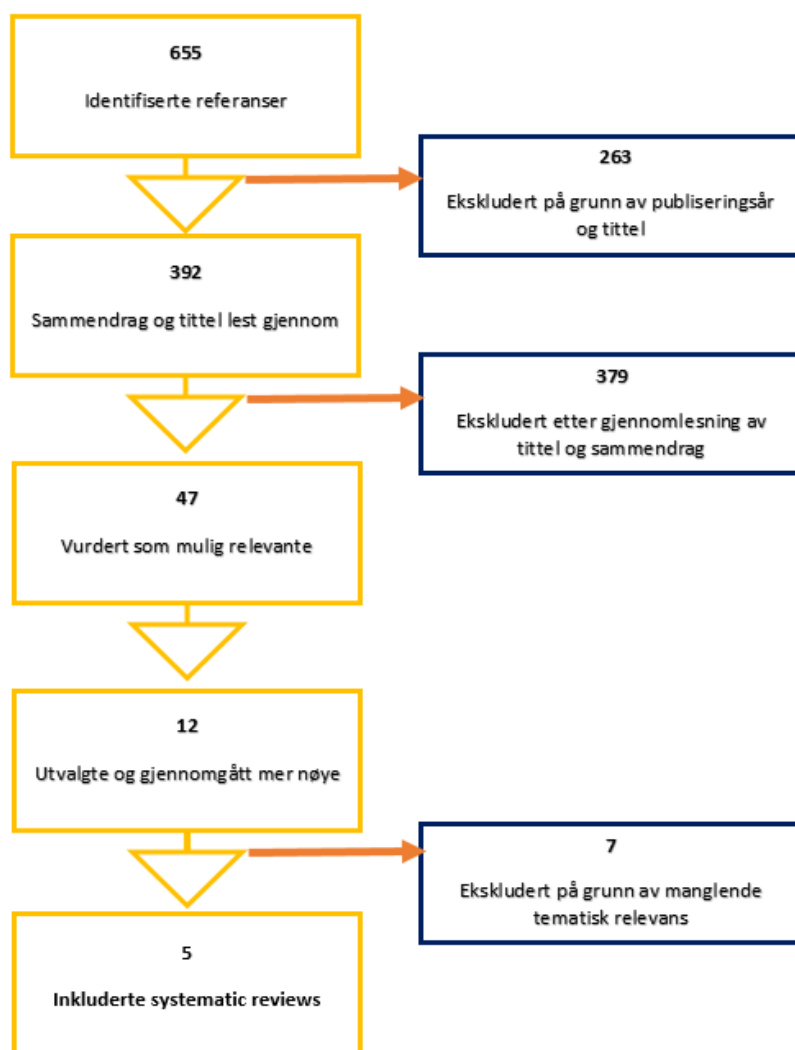 655
Identifiserte referanser
263
Ekskludert på grunn av publiseringsår
og tittel
392
Sammendrag og tittel lest gjennom
379
Ekskludert etter gjennomlesning av
tittel og sammendrag
47
Vurdert som mulig relevante
12
Utvalgte og gjennomgått mer nøye
7
Ekskludert på grunn av manglende
tematisk relevans
5
Inkluderte systematic reviews